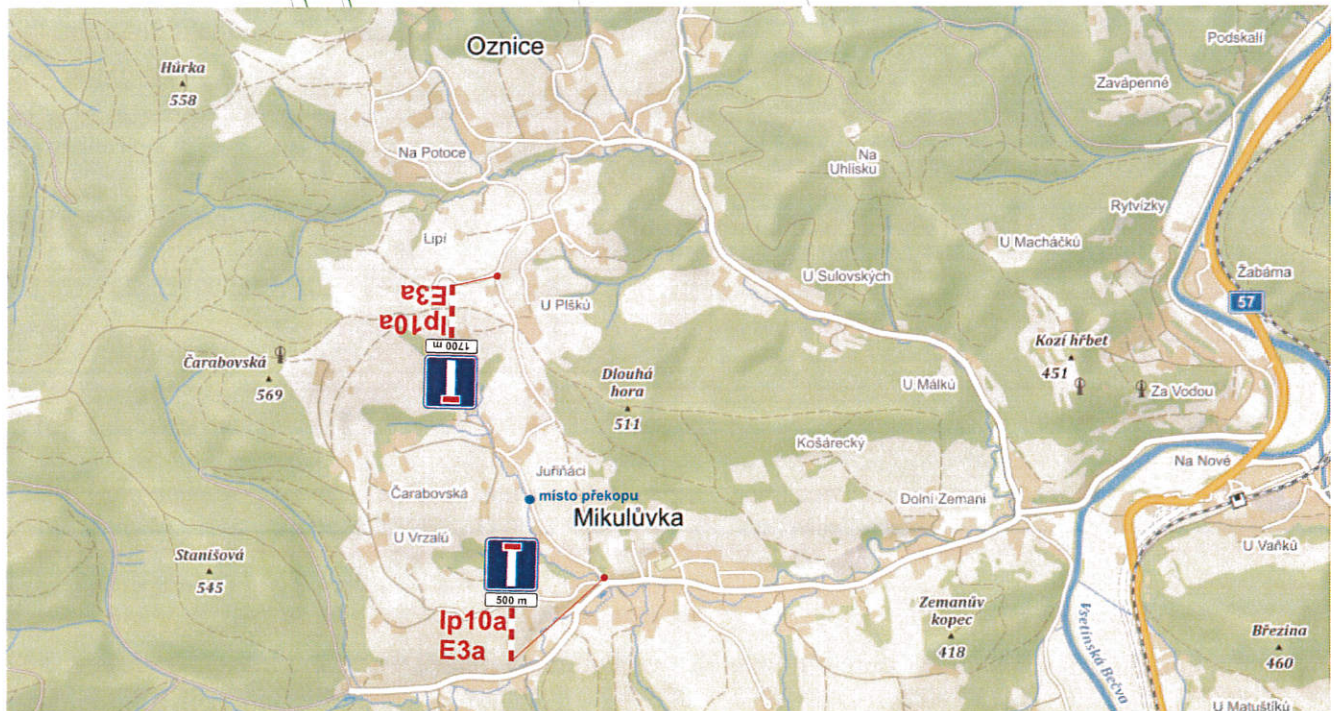 Oznice
Podskalí
Zavápenné
Hůrka
558
Na Potoce
Na
Uhlisku
Rytvízky
Lipí
U Macháčků
E3a
U Sulovských
Žabárna
57
U Plšků
Ip10a
1700 m
Čarabovská
569
Kozí hřbet
451
Dlouhá
hora
511
U Málků
Za Vodou
Košárecký
Na Nové
Juříňáci
Čarabovská
místo překopu
Dolní Zemani
Mikulůvka
U Vrzalů
U Vaňků
Stanišová
545
500 m
Ip10a
E3a
Zemanův
kopec
418
Vsetínská Bečva
Březina
460
U Matuštíků